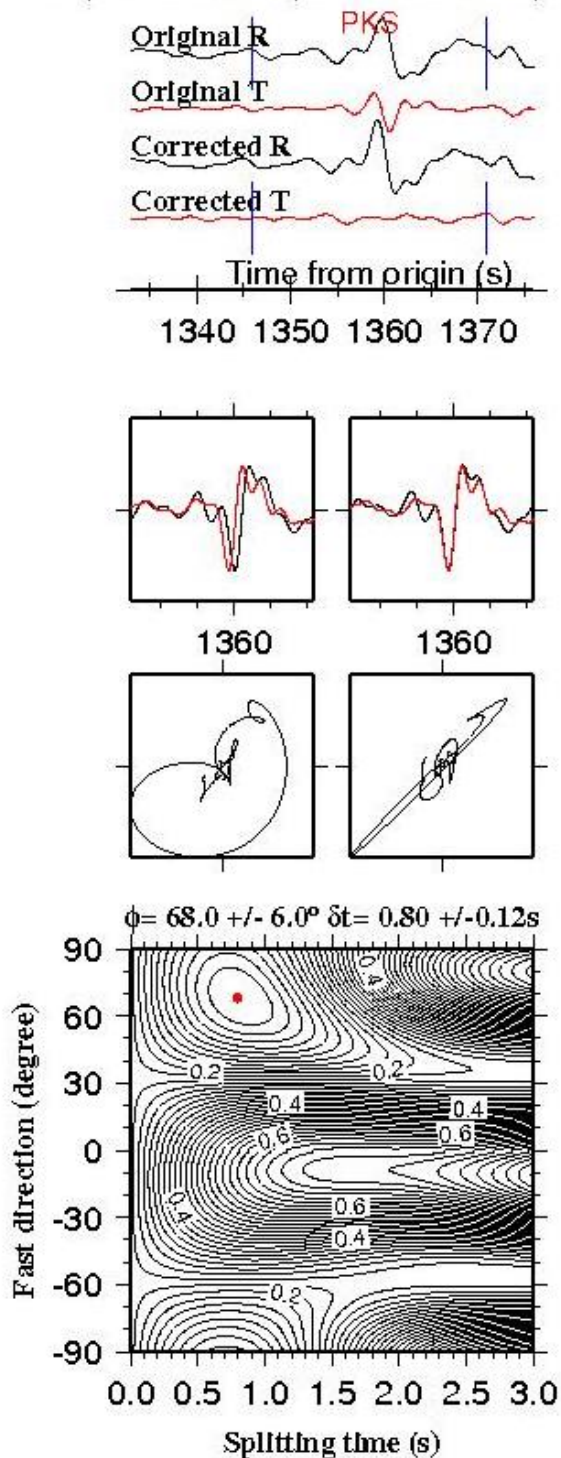 PKS
Original R
Original T
Corrected R
Corrected T
Time from origin (s)
1340 1350 1360 1370
1360 1360
ϕ= 68.0 +/- 6.0º δt= 0.80 +/-0.12s
90
60
30
0
-30
-60
-90
Fast direction (degree)
0.4
0.2 0.2
0.4 0.4
0.6 0.6
0.4
0.6
0.4
0.2
0.0 0.5 1.0 1.5 2.0 2.5 3.0
Splitting time (s)